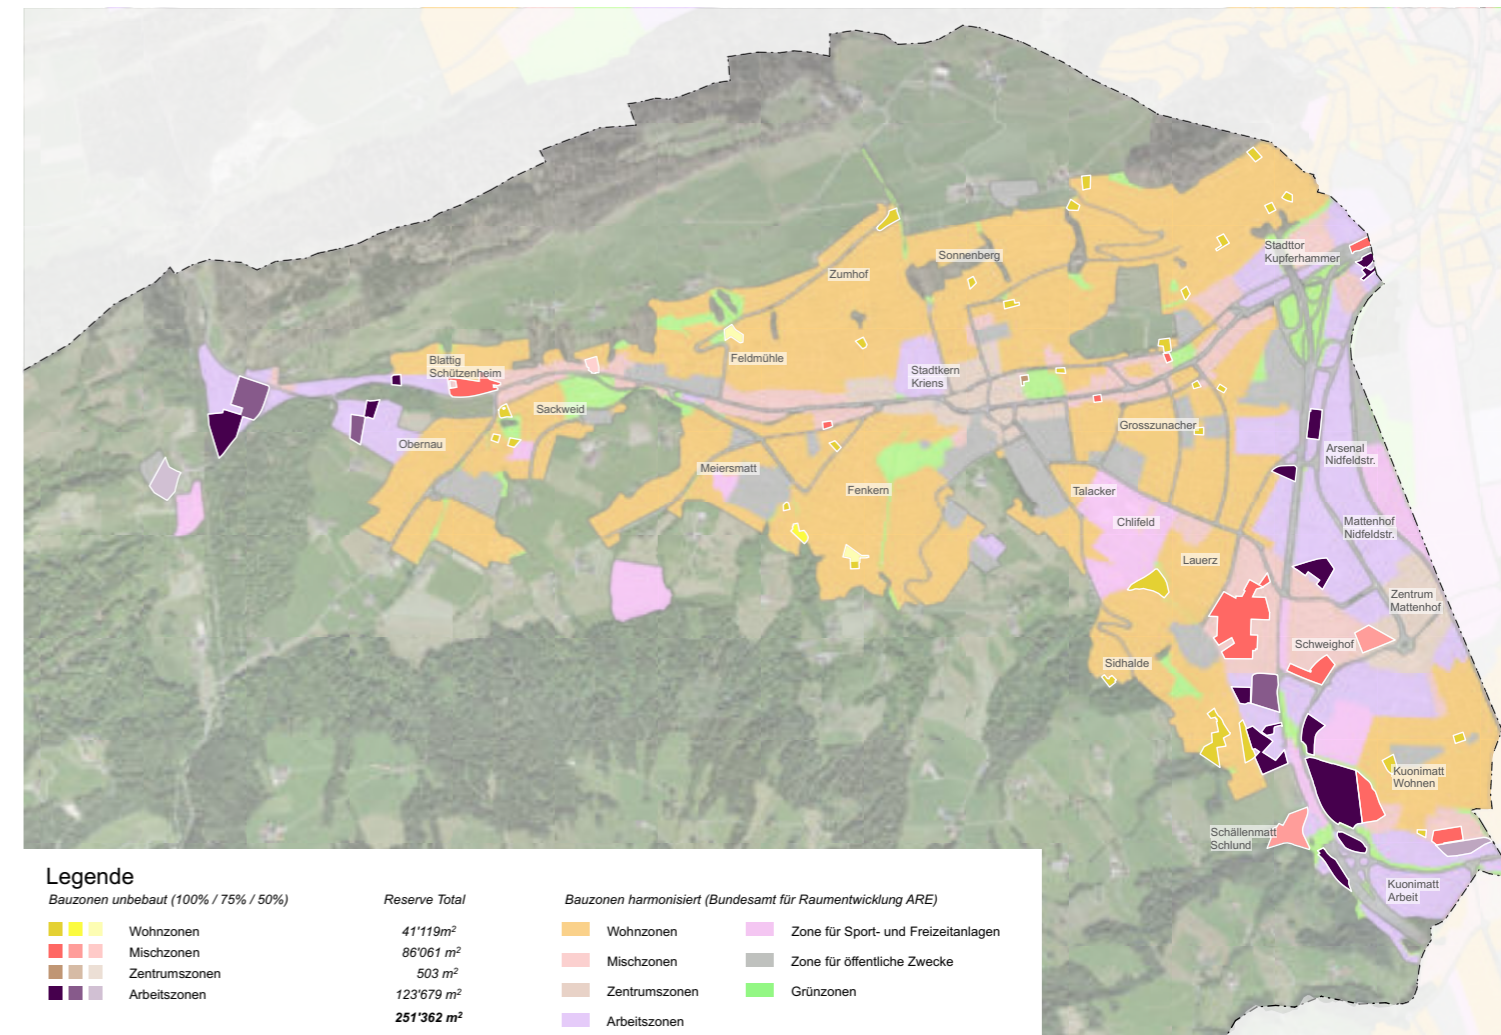 Stadttor
Kupferhammer
Sonnenberg
Zumhof
Blattig
Schützenheim
Feldmühle
Stadtkern
Kriens
Sackweid
Grosszunacher
Obernau
Arsenal
Nidfeldstr.
Meiersmatt
Fenkern
Talacker
Chlifeld
Mattenhof
Nidfeldstr.
Lauerz
Zentrum
Mattenhof
Schweighof
Sidhalde
Kuonimatt
Wohnen
Schällenmatt
Schlund
Kuonimatt
Arbeit
Legende
Bauzonen unbebaut (100% / 75% / 50%)
Reserve Total
Wohnzonen 41'119m²
Mischzonen 86'061 m²
Zentrumszonen 503 m²
Arbeitszonen 123'679 m²
251'362 m²
Bauzonen harmonisiert (Bundesamt für Raumentwicklung ARE)
Wohnzonen
Mischzonen
Zentrumszonen
Arbeitszonen
Zone für Sport- und Freizeitanlagen
Zone für öffentliche Zwecke
Grünzonen